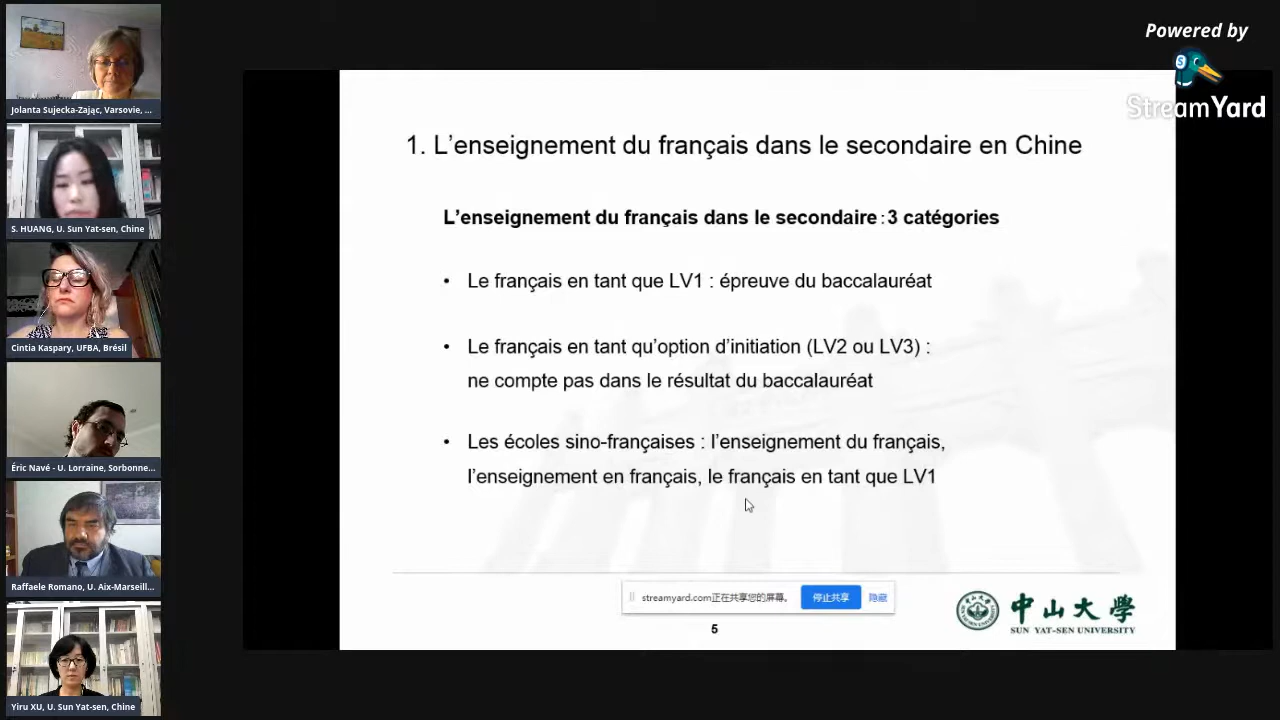 Powered by
StreamYard
Jolanta Sujecka-Zając, Varsovie, ...
S. HUANG, U. Sun Yat-sen, Chine
Cintia Kaspary, UFBA, Brésil
Éric Navé - U. Lorraine, Sorbonne...
Raffaele Romano, U. Aix-Marseill...
Yiru XU, U. Sun Yat-sen, Chine
1. L’enseignement du français dans le secondaire en Chine
L’enseignement du français dans le secondaire : 3 catégories
• Le français en tant que LV1 : épreuve du baccalauréat
• Le français en tant qu’option d’initiation (LV2 ou LV3) :
ne compte pas dans le résultat du baccalauréat
• Les écoles sino-françaises : l’enseignement du français,
l’enseignement en français, le français en tant que LV1
streamyard.com正在共享您的屏幕。 停止共享 隐藏
5
中山大學
SUN YAT-SEN UNIVERSITY